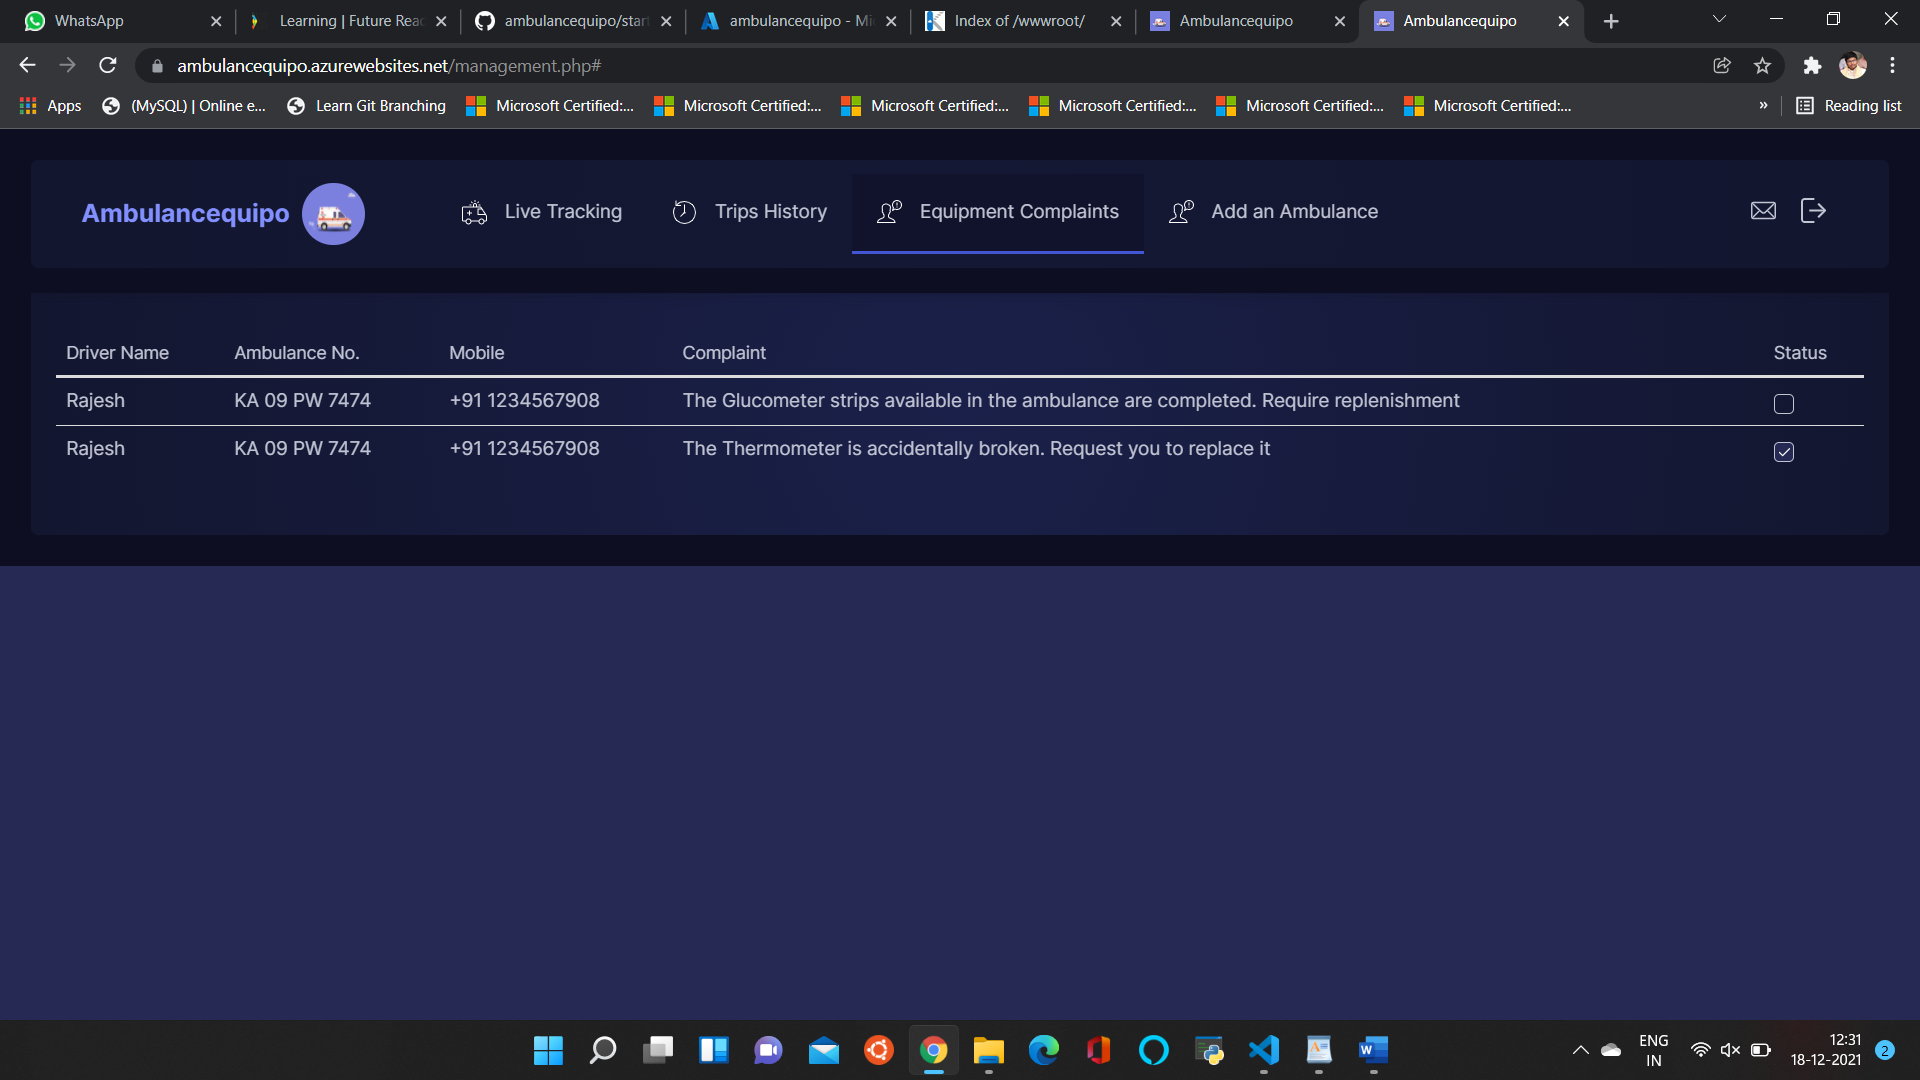 WhatsApp
Learning | Future Read
ambulancequipo/star
ambulancequipo - Mi
Index of /wwwroot/
Ambulancequipo
Ambulancequipo
ambulancequipo.azurewebsites.net/management.php#
Apps
(MySQL) | Online e...
Learn Git Branching
Microsoft Certified:...
Microsoft Certified:...
Microsoft Certified:...
Microsoft Certified:...
Microsoft Certified:...
Microsoft Certified:...
»
Reading list
Ambulancequipo
Live Tracking
Trips History
Equipment Complaints
Add an Ambulance
Driver Name Ambulance No. Mobile Complaint Status
Rajesh KA 09 PW 7474 +91 1234567908 The Glucometer strips available in the ambulance are completed. Require replenishment
Rajesh KA 09 PW 7474 +91 1234567908 The Thermometer is accidentally broken. Request you to replace it
ENG
IN
12:31
18-12-2021
2